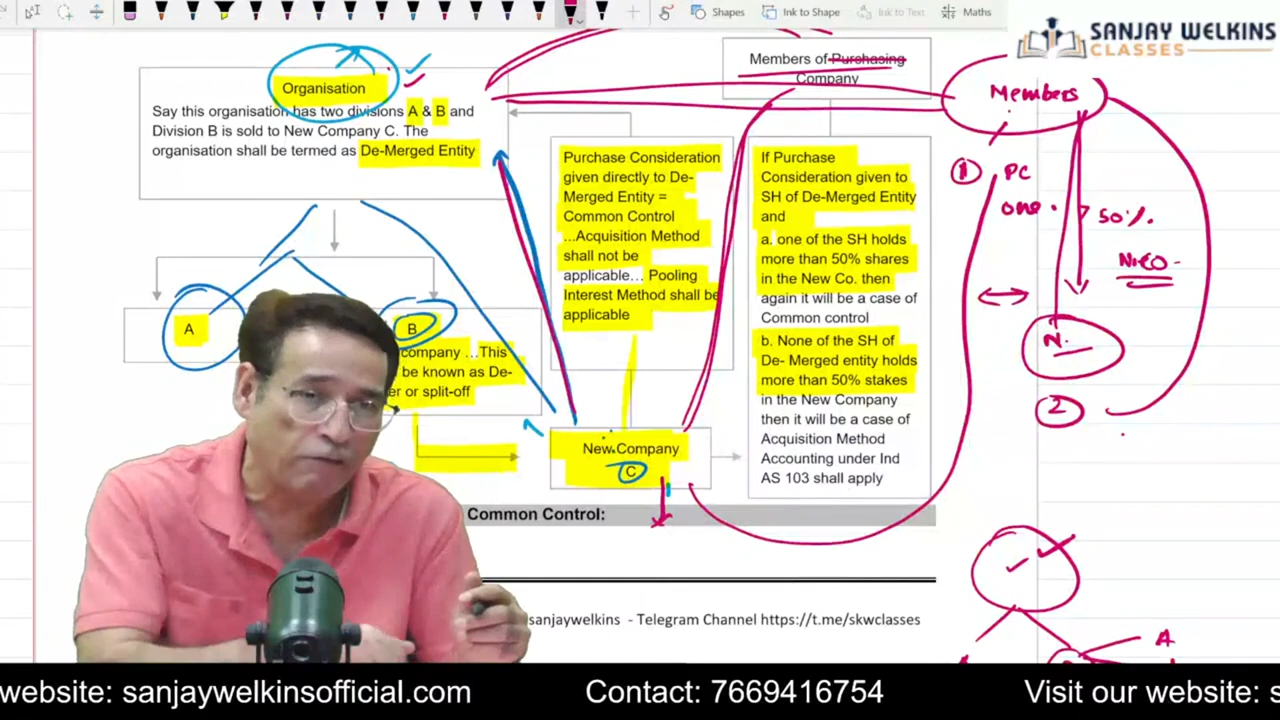 Shapes
Ink to Shape
Ink to Text
Maths
SANJAY WELKINS
CLASSES
Organisation
Say this organisation has two divisions A & B and
Division B is sold to New Company C. The
organisation shall be termed as De-Merged Entity
Members of Purchasing
Company
Purchase Consideration
given directly to De-
Merged Entity =
Common Control
...Acquisition Method
shall not be
applicable... Pooling
Interest Method shall be
applicable
If Purchase
Consideration given to
SH of De-Merged Entity
and
a. one of the SH holds
more than 50% shares
in the New Co. then
again it will be a case of
Common control
b. None of the SH of
De- Merged entity holds
more than 50% stakes
in the New Company
then it will be a case of
Acquisition Method
Accounting under Ind
AS 103 shall apply
Members
1 PC
one.
50%.
N.CO
N.
2
A
B
company ...This
be known as De-
er or split-off
New Company
C
Common Control:
sanjaywelkins - Telegram Channel https://t.me/skwclasses
A
website: sanjaywelkinsofficial.com
Contact: 7669416754
Visit our website: s